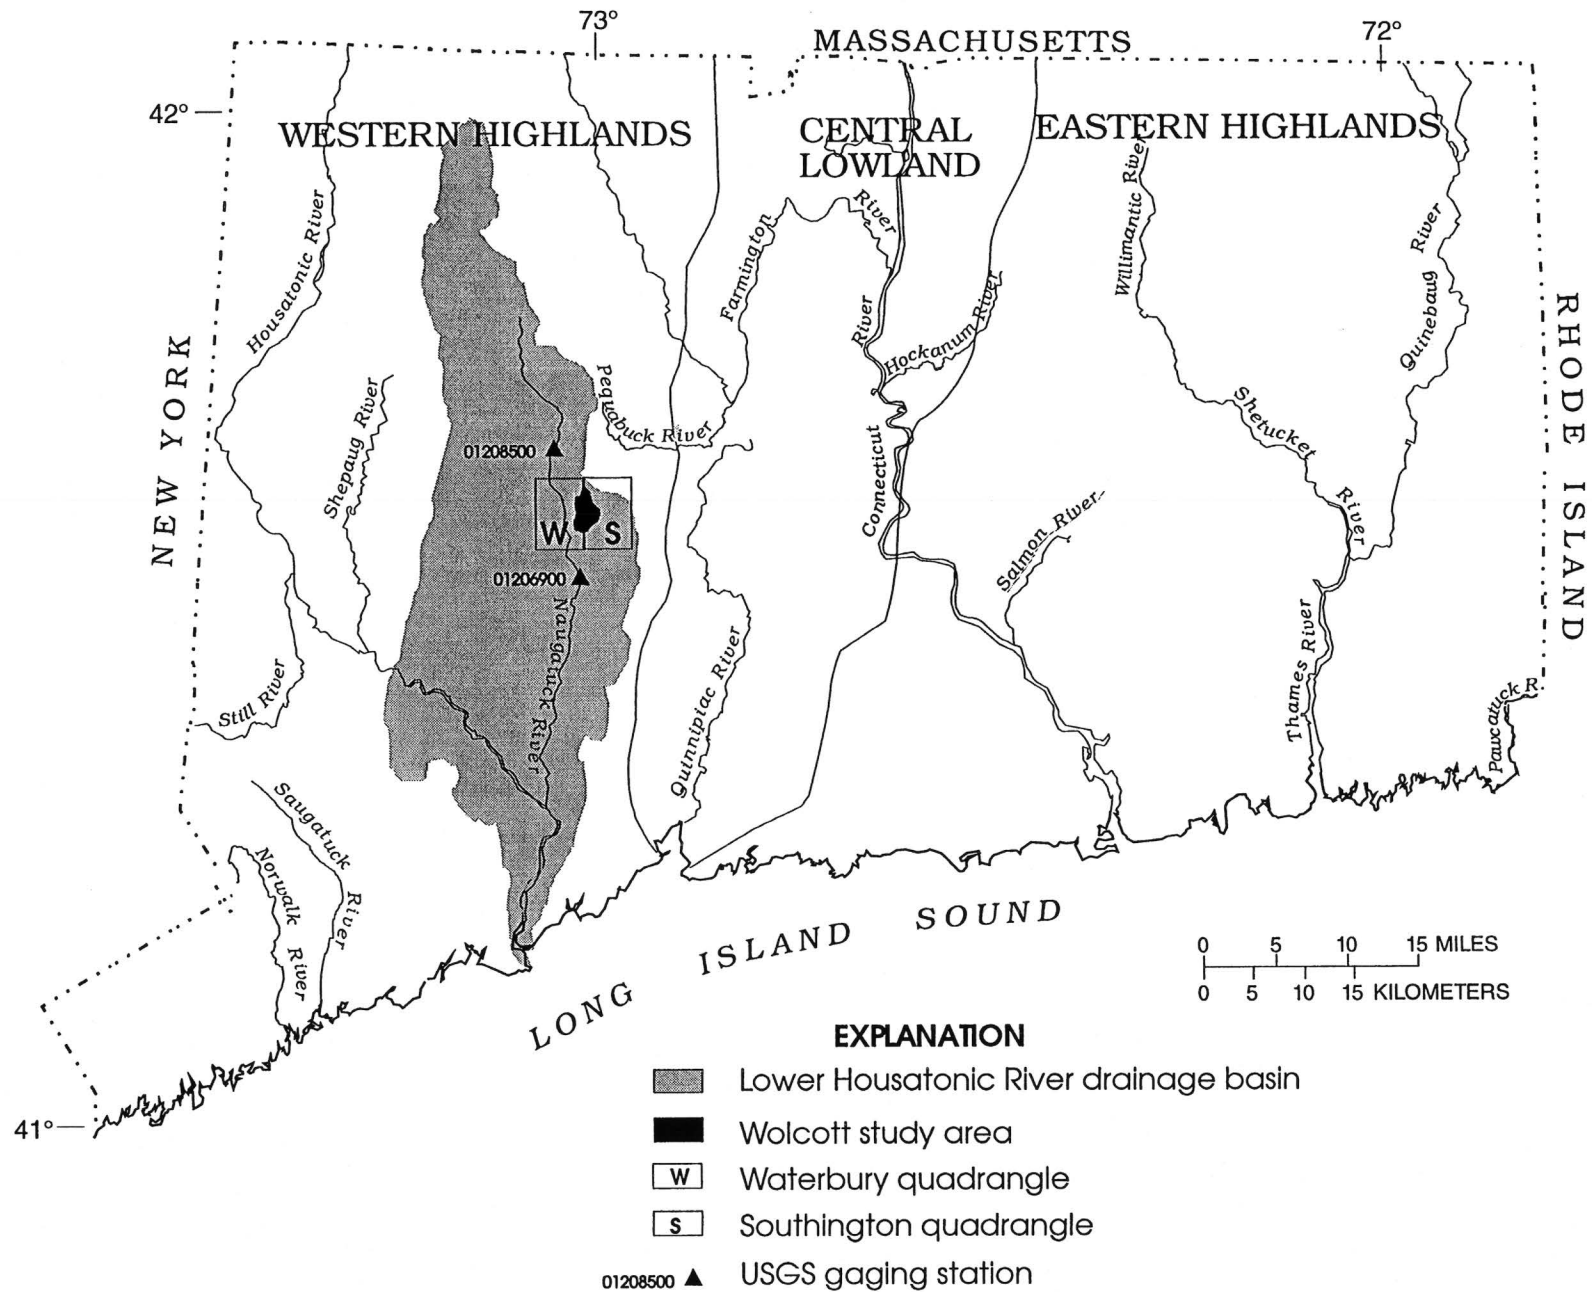 73°
72°
MASSACHUSETTS
42°
WESTERN HIGHLANDS
CENTRAL
LOWLAND
EASTERN HIGHLANDS
Housatonic River
Farmington
River
Willimantic River
Quinebaug River
NEW YORK
RHODE ISLAND
River
Hockanum River
Shepaug River
Pequabuck River
Shetucket
River
01208500
Connecticut
W
S
Salmon River
01206900
Naugatuck River
Quinnipiac River
Thames River
Still River
Pawcatuck R.
Saugatuck
River
Norwalk
River
LONG ISLAND SOUND
0 5 10 15 MILES
0 5 10 15 KILOMETERS
41°
EXPLANATION
Lower Housatonic River drainage basin
Wolcott study area
W Waterbury quadrangle
S Southington quadrangle
01208500 USGS gaging station